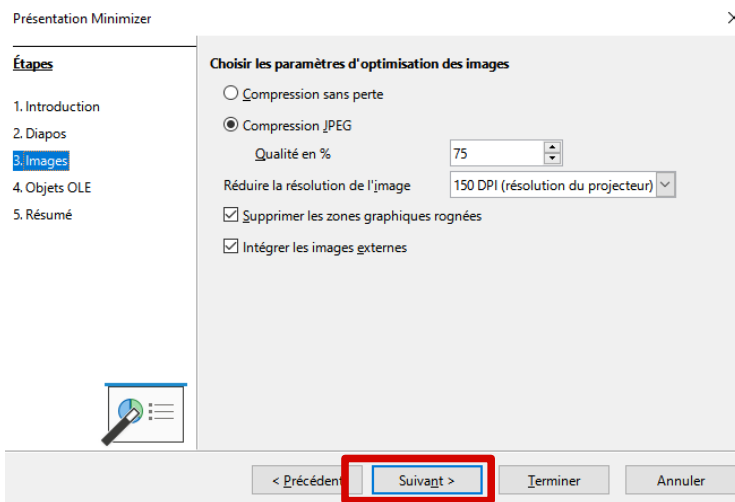 Présentation Minimizer
Étapes
1. Introduction
2. Diapos
3. Images
4. Objets OLE
5. Résumé
Choisir les paramètres d'optimisation des images
Compression sans perte
Compression JPEG
Qualité en % 75
Réduire la résolution de l'image 150 DPI (résolution du projecteur)
Supprimer les zones graphiques rognées
Intégrer les images externes
< Précédent Suivant > Terminer Annuler